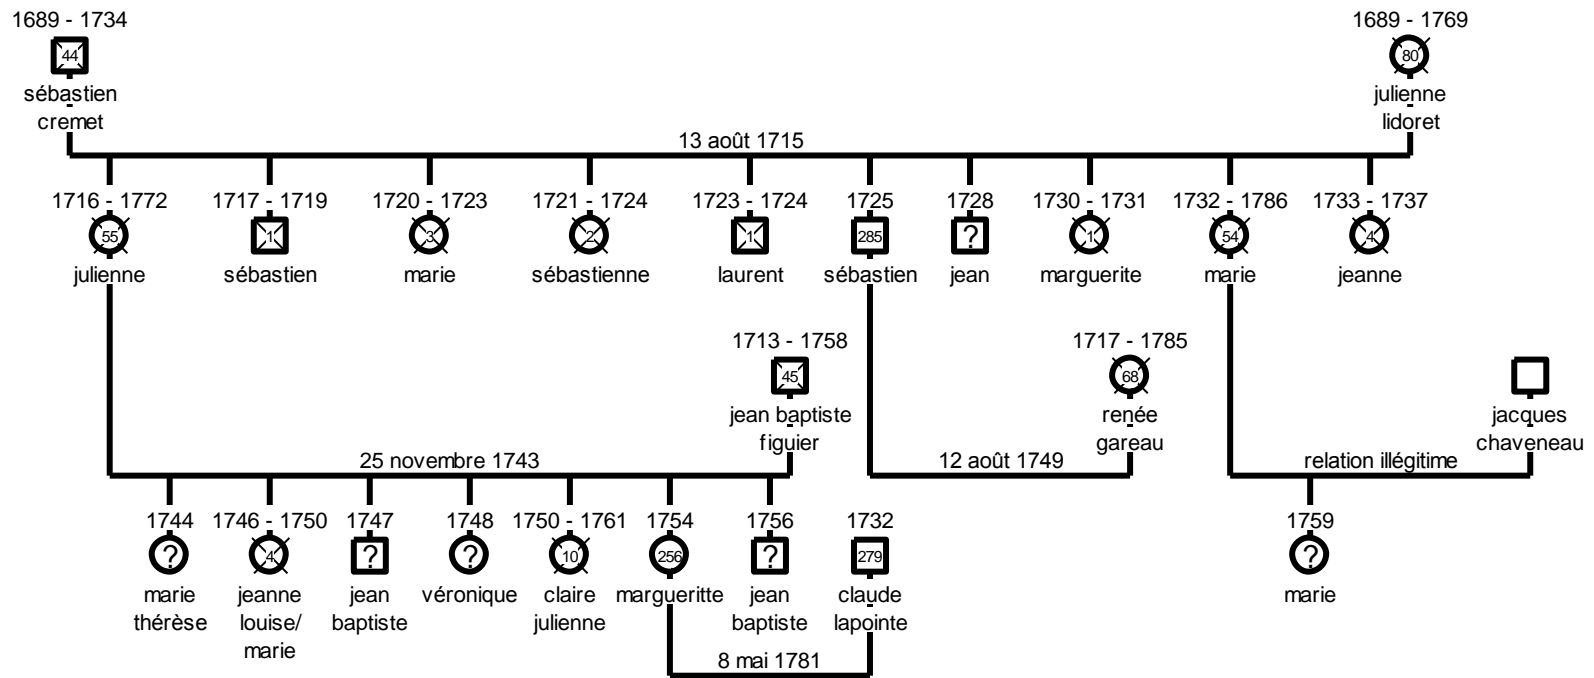 1689 - 1734
1689 - 1769
44
80
sébastien
cremet
julienne
lidoret
13 août 1715
1716 - 1772
1717 - 1719
1720 - 1723
1721 - 1724
1723 - 1724
1725
1728
1730 - 1731
1732 - 1786
1733 - 1737
55
1
3
2
1
285
?
1
54
4
julienne
sébastien
marie
sébastienne
laurent
sébastien
jean
marguerite
marie
jeanne
1713 - 1758
1717 - 1785
45
68
jean baptiste
figuier
renée
gareau
jacques
chaveneau
25 novembre 1743
12 août 1749
relation illégitime
1744
1746 - 1750
1747
1748
1750 - 1761
1754
1756
1732
1759
?
4
?
?
10
256
?
279
?
marie
thérèse
jeanne
louise/
marie
jean
baptiste
véronique
claire
julienne
margueritte
jean
baptiste
claude
lapointe
marie
8 mai 1781